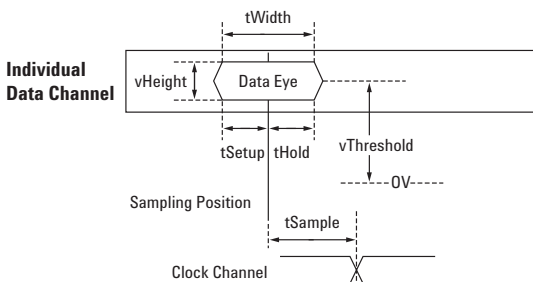 tWidth
Individual
Data Channel
vHeight
Data Eye
tSetup
tHold
vThreshold
0V
Sampling Position
tSample
Clock Channel